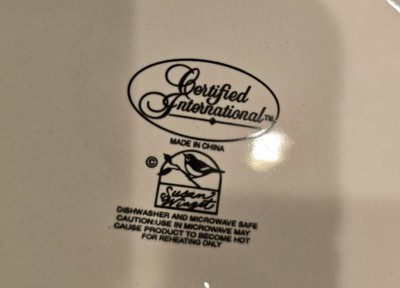 Certified
International™
MADE IN CHINA
©
Susan
Winget
DISHWASHER AND MICROWAVE SAFE
CAUTION:USE IN MICROWAVE MAY
CAUSE PRODUCT TO BECOME HOT
FOR REHEATING ONLY